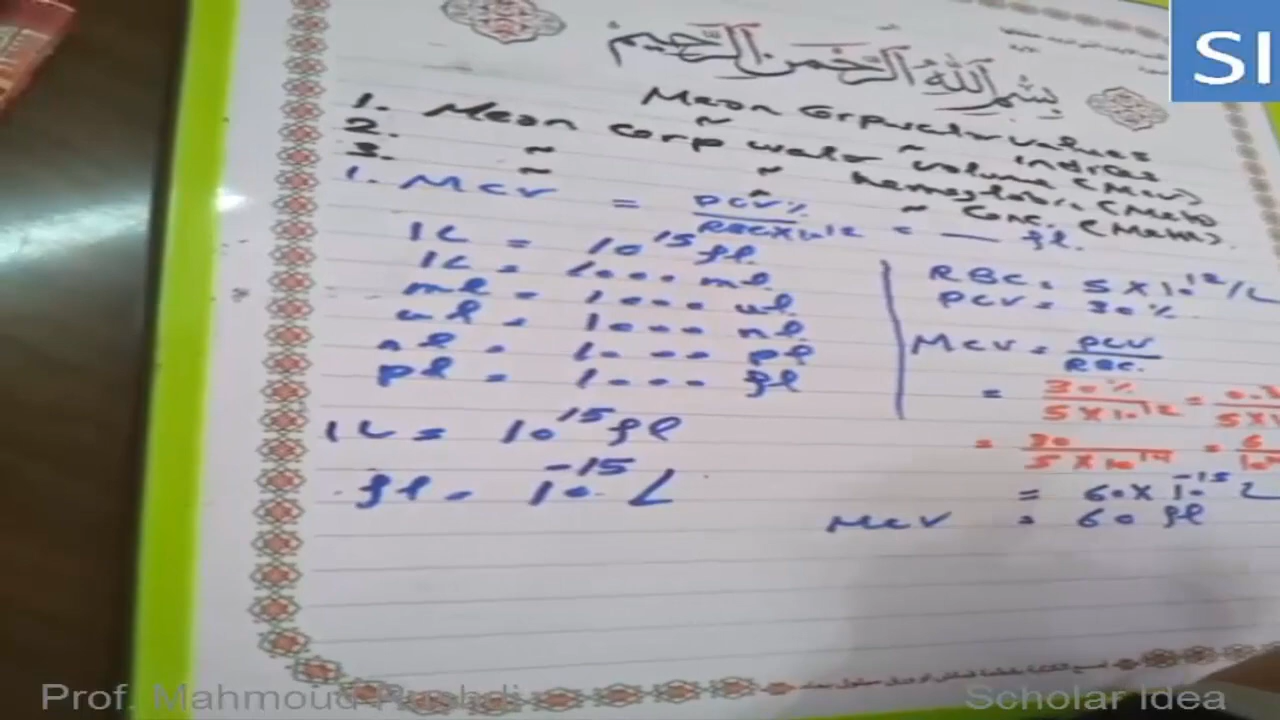 SI
بسم الله الرحمن الرحيم
Mean Corpuscular values
~ ~ indices
1. Mean corpuscular volume (MCV)
2. ~ ~ hemoglobin (MCH)
3. ~ ~ ~ Conc. (MCHC).
1. MCV = PCV% / RBC x 10^12 = — fl.
1L = 10^15 fl.
1L = 1000 ml.
ml = 1000 ul.
ul = 1000 nl.
nl = 1000 pl
pl = 1000 fl
1L = 10^15 fl
fl = 10^-15 L
RBC = 5 x 10^12/L
PCV = 30%
MCV = PCV / RBC.
= 30% / 5 x 10^12 =
= 30 / 5 x 10^14 = 6
= 60 x 10^-15 L
MCV = 60 fl
Prof. Mahmoud Rushdi
Scholar Idea